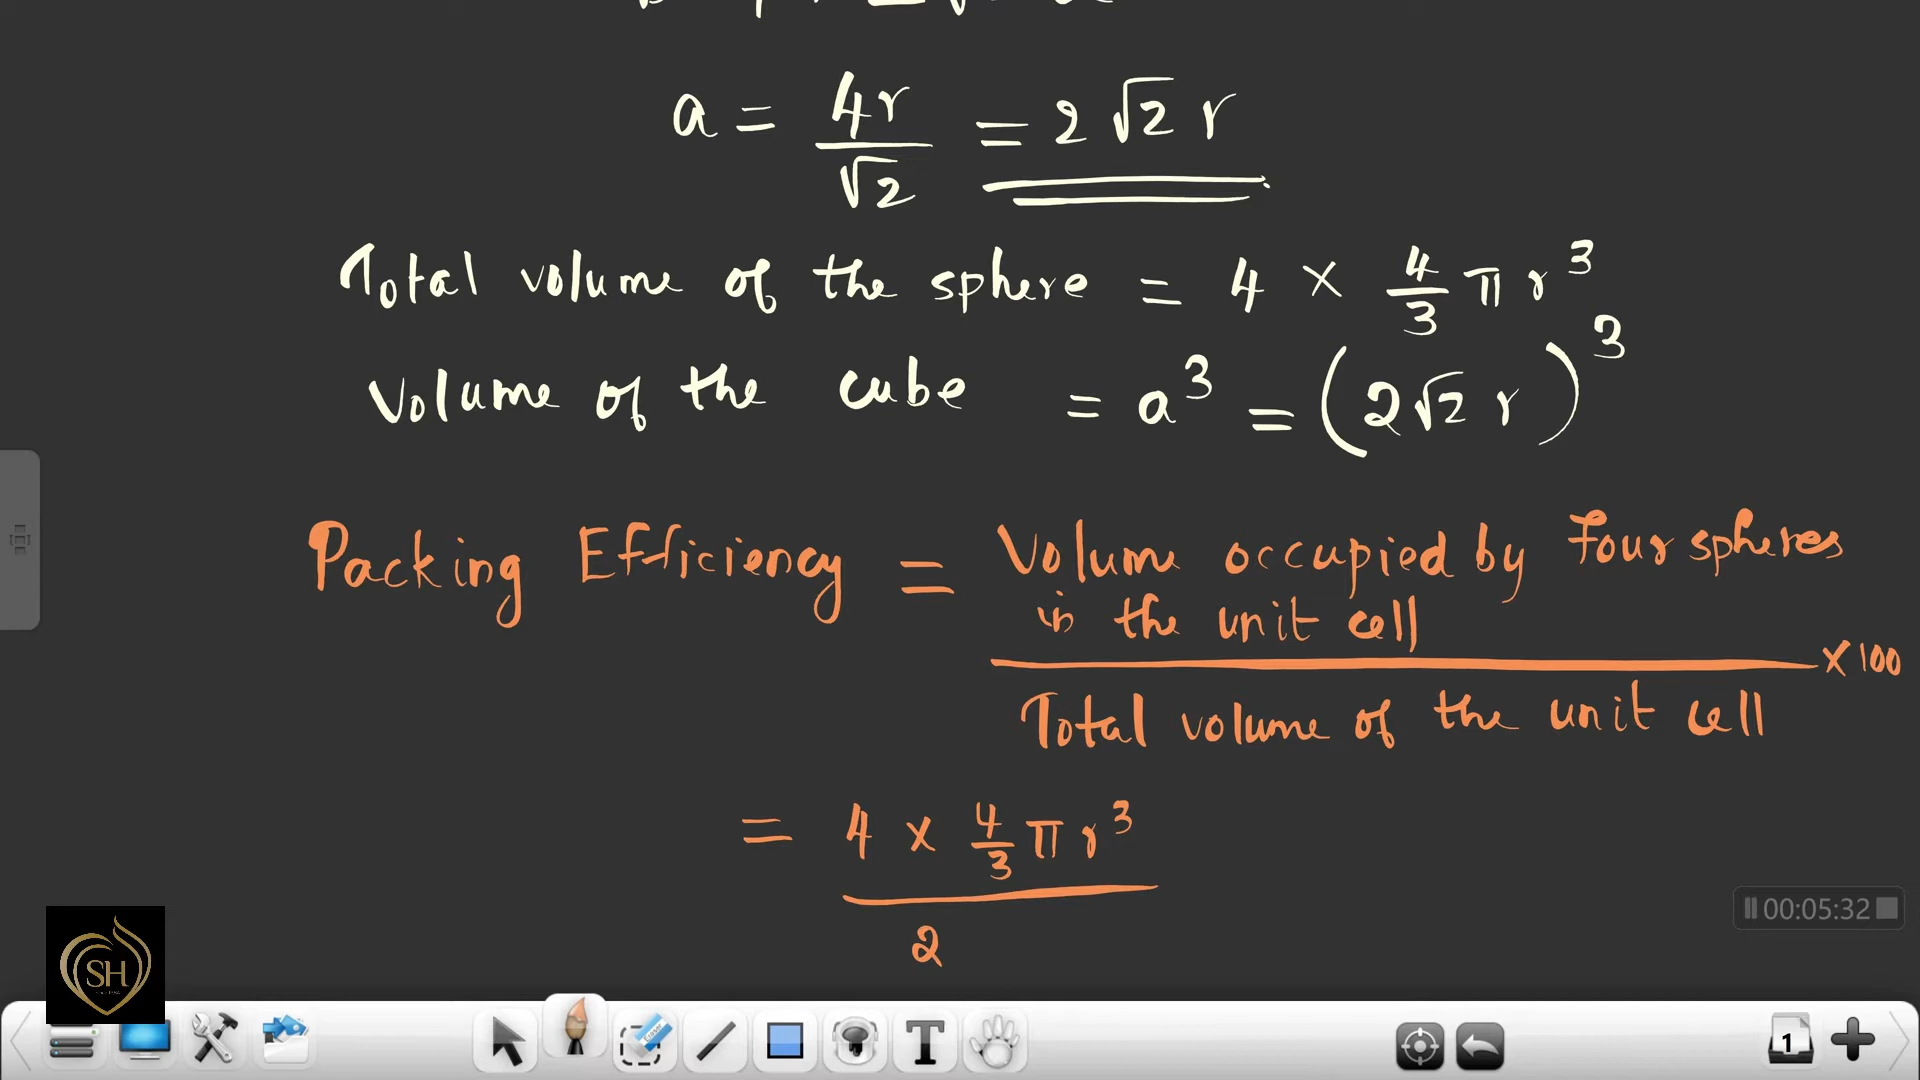 a = 4r/√2 = 2√2 r
Total volume of the sphere = 4 × 4/3 π r³
Volume of the cube = a³ = (2√2 r)³
Packing Efficiency = Volume occupied by four spheres
in the unit cell
× 100
Total volume of the unit cell
= 4 × 4/3 π r³
2
00:05:32
SH
T
1